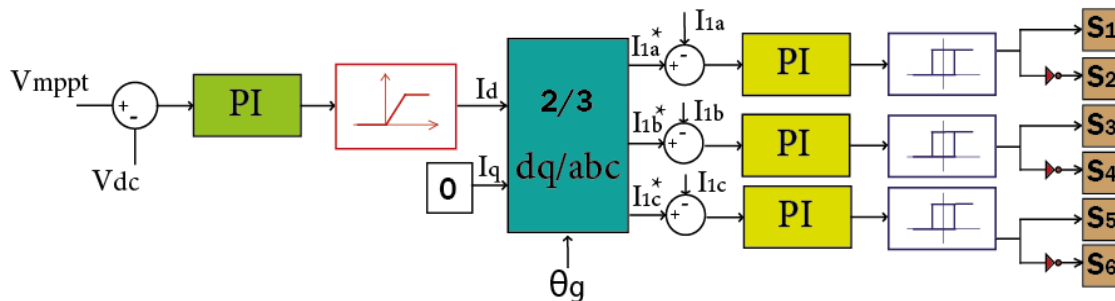 Vmppt
+
-
Vdc
PI
Id
0
Iq
2/3
dq/abc
θg
I1a*
I1a
+
-
PI
S1
S2
I1b*
I1b
+
-
PI
S3
S4
I1c*
I1c
+
-
PI
S5
S6